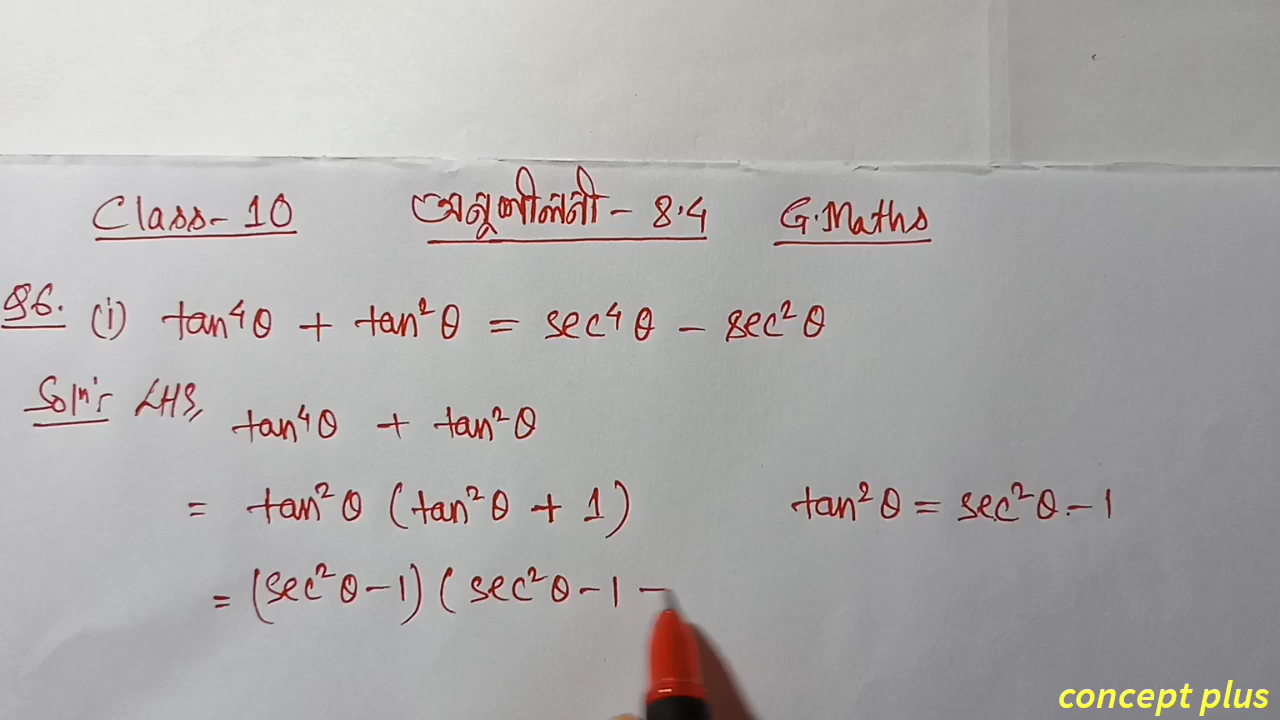 Class-10 অনুশীলনী- 8.4 G.Maths
Q6. (i) tan⁴θ + tan²θ = sec⁴θ - sec²θ
Solⁿ: LHS, tan⁴θ + tan²θ
= tan²θ (tan²θ + 1) tan²θ = sec²θ-1
= (sec²θ-1) (sec²θ-1 -
concept plus